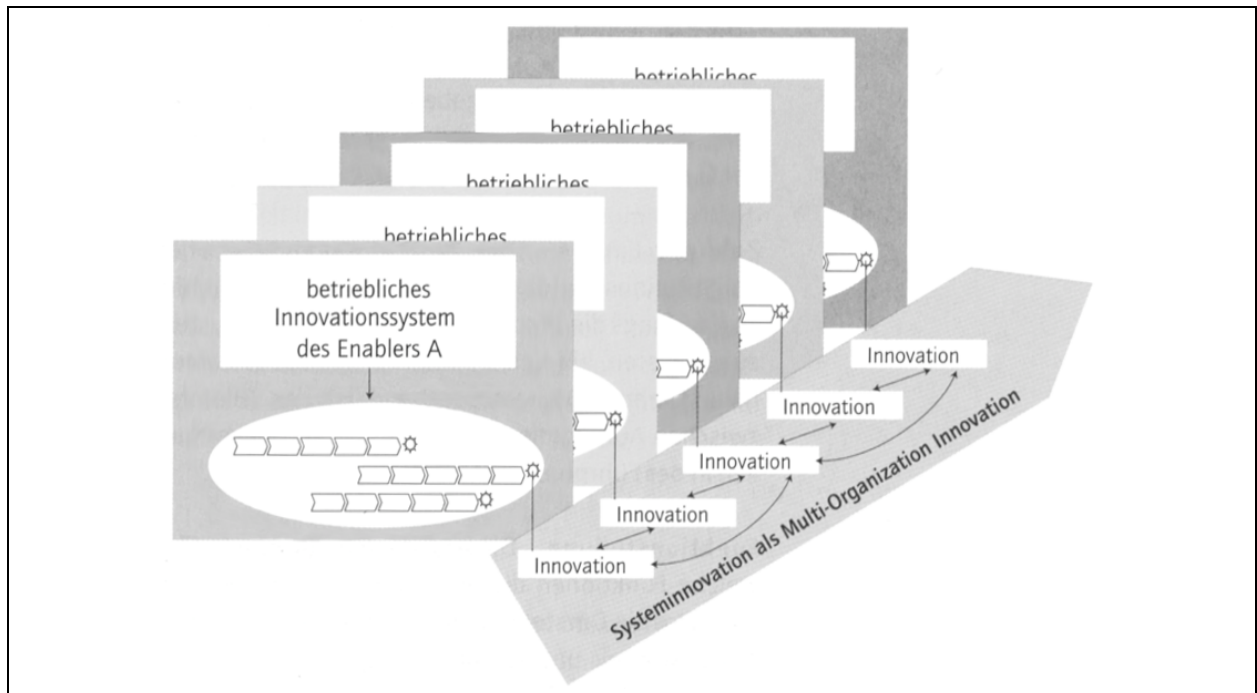 betriebliches
betriebliches
betriebliches
betriebliches
betriebliches
Innovationssystem
des Enablers A
Innovation
Innovation
Innovation
Innovation
Innovation
Systeminnovation als Multi-Organization Innovation